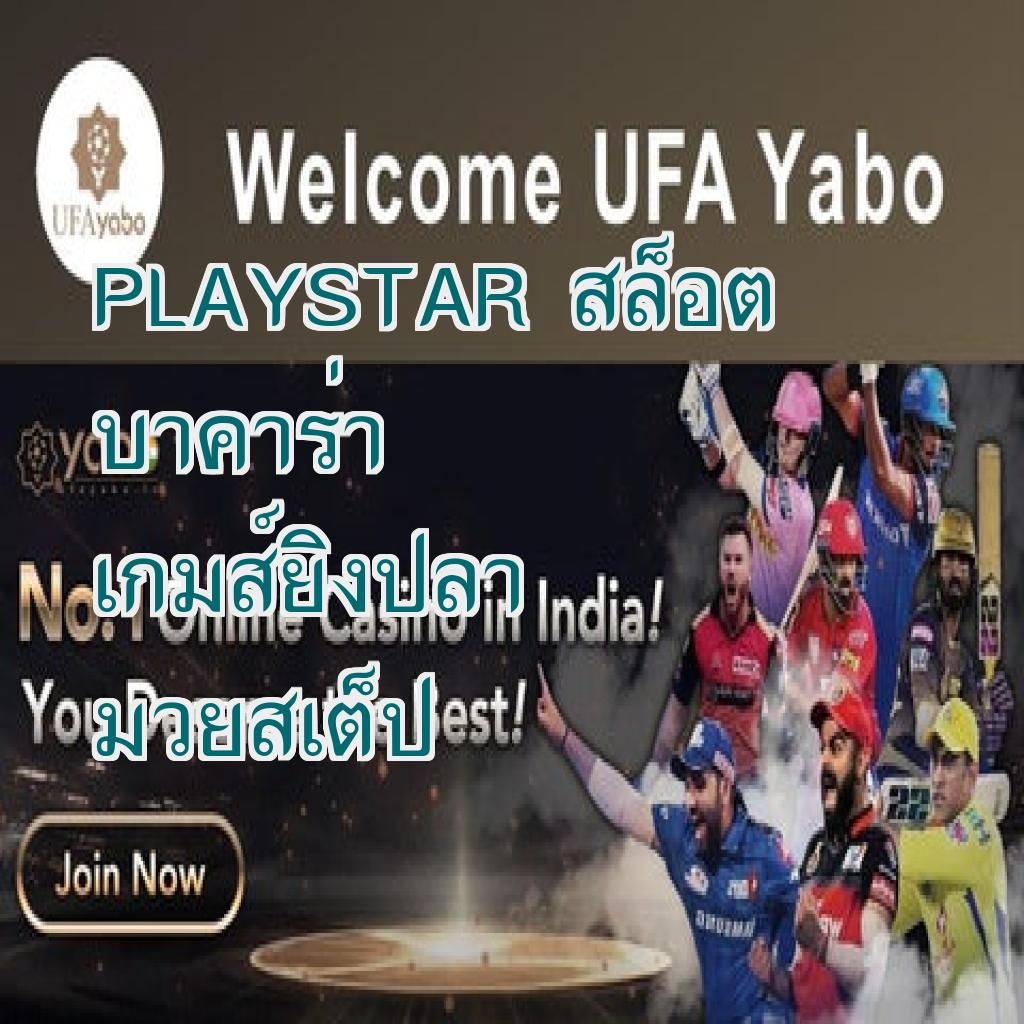 Welcome UFA Yabo
UFAyabo
PLAYSTAR สล็อต
บาคาร่า
เกมส์ยิงปลา
No.1 Online Casino in India!
มวยสเต็ป
Best!
Join Now
22